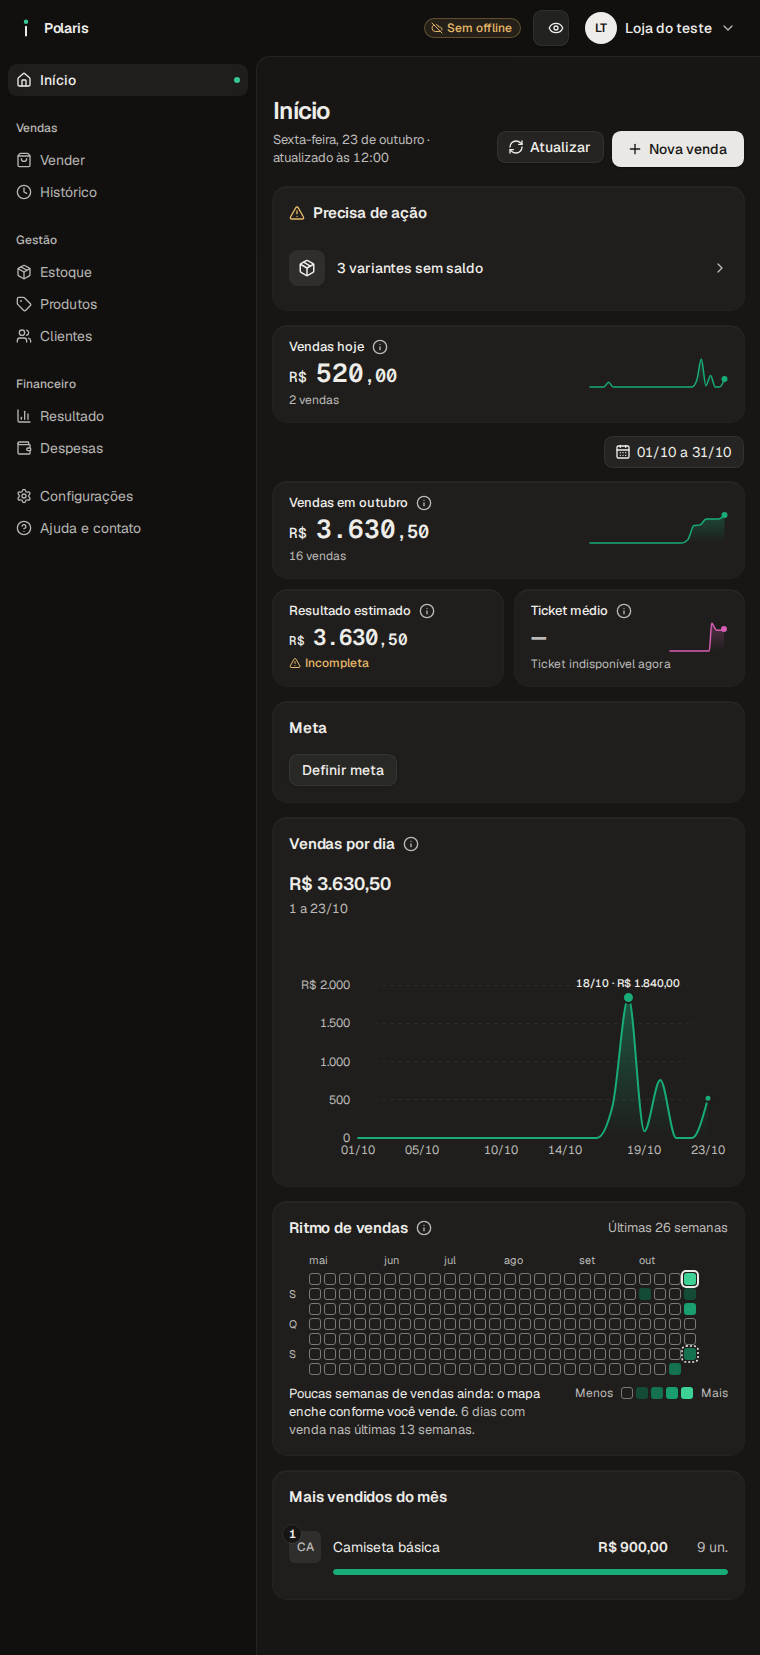 Polaris
Sem offline
LT
Loja do teste
Início
Vendas
Vender
Histórico
Gestão
Estoque
Produtos
Clientes
Financeiro
Resultado
Despesas
Configurações
Ajuda e contato
Início
Sexta-feira, 23 de outubro ·
atualizado às 12:00
Atualizar
Nova venda
Precisa de ação
3 variantes sem saldo
Vendas hoje
R$ 520,00
2 vendas
01/10 a 31/10
Vendas em outubro
R$ 3.630,50
16 vendas
Resultado estimado
R$ 3.630,50
Incompleta
Ticket médio
—
Ticket indisponível agora
Meta
Definir meta
Vendas por dia
R$ 3.630,50
1 a 23/10
18/10 · R$ 1.840,00
R$ 2.000
1.500
1.000
500
0
01/10 05/10 10/10 14/10 19/10 23/10
Ritmo de vendas
Últimas 26 semanas
mai jun jul ago set out
S
Q
S
Poucas semanas de vendas ainda: o mapa
enche conforme você vende. 6 dias com
venda nas últimas 13 semanas.
Menos
Mais
Mais vendidos do mês
1
CA
Camiseta básica
R$ 900,00
9 un.